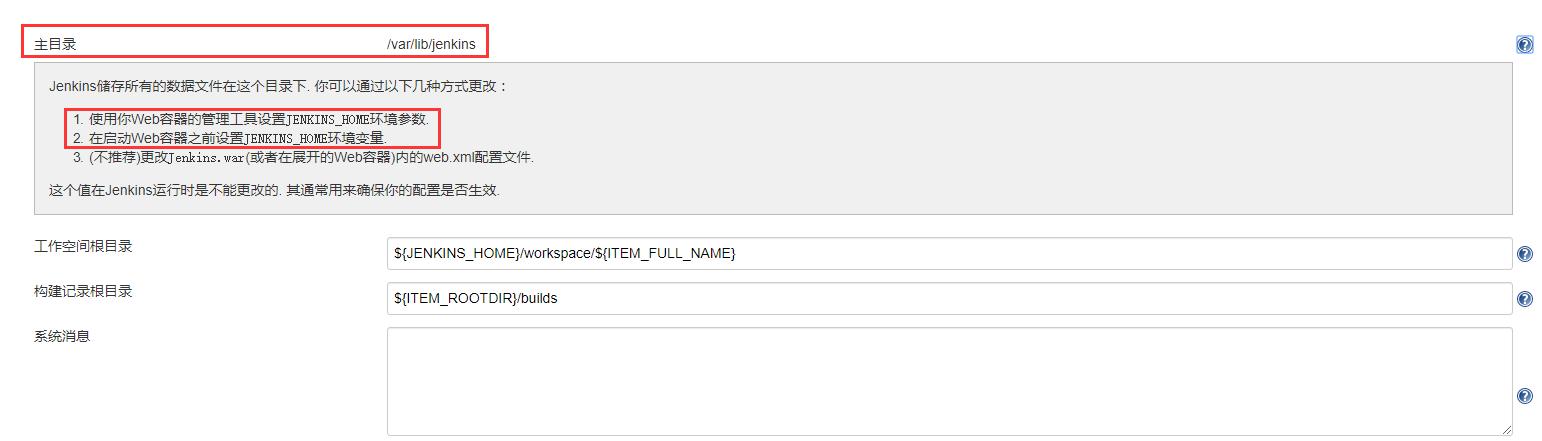 主目录 /var/lib/jenkins
Jenkins储存所有的数据文件在这个目录下. 你可以通过以下几种方式更改：
1. 使用你Web容器的管理工具设置JENKINS_HOME环境参数.
2. 在启动Web容器之前设置JENKINS_HOME环境变量.
3. (不推荐)更改Jenkins.war(或者在展开的Web容器)内的web.xml配置文件.
这个值在Jenkins运行时是不能更改的. 其通常用来确保你的配置是否生效.
工作空间根目录 ${JENKINS_HOME}/workspace/${ITEM_FULL_NAME}
构建记录根目录 ${ITEM_ROOTDIR}/builds
系统消息